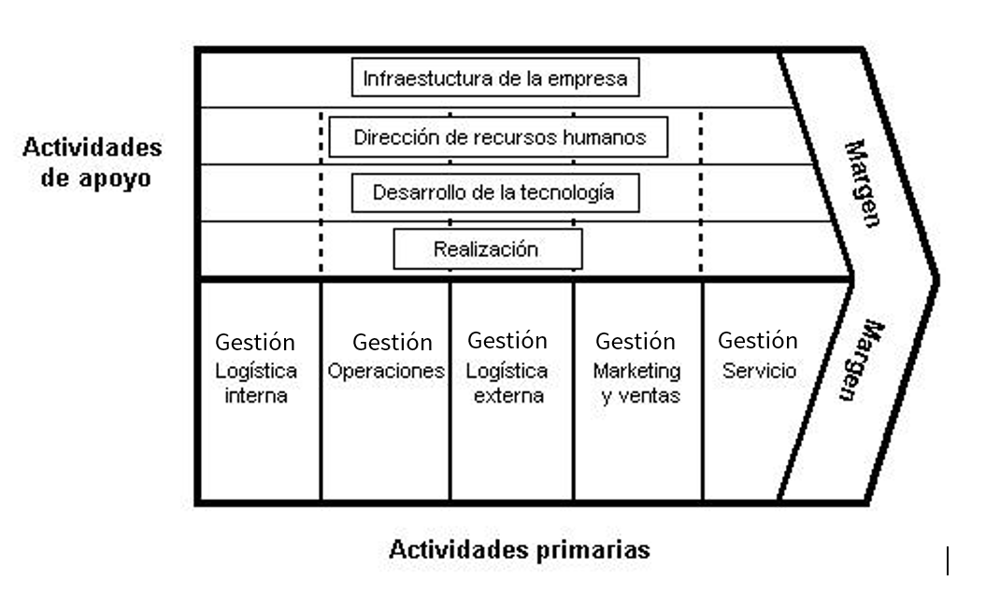 Infraestuctura de la empresa
Actividades
de apoyo
Dirección de recursos humanos
Desarrollo de la tecnología
Realización
Margen
Gestión
Logística
interna
Gestión
Operaciones
Gestión
Logística
externa
Gestión
Marketing
y ventas
Gestión
Servicio
Margen
Actividades primarias